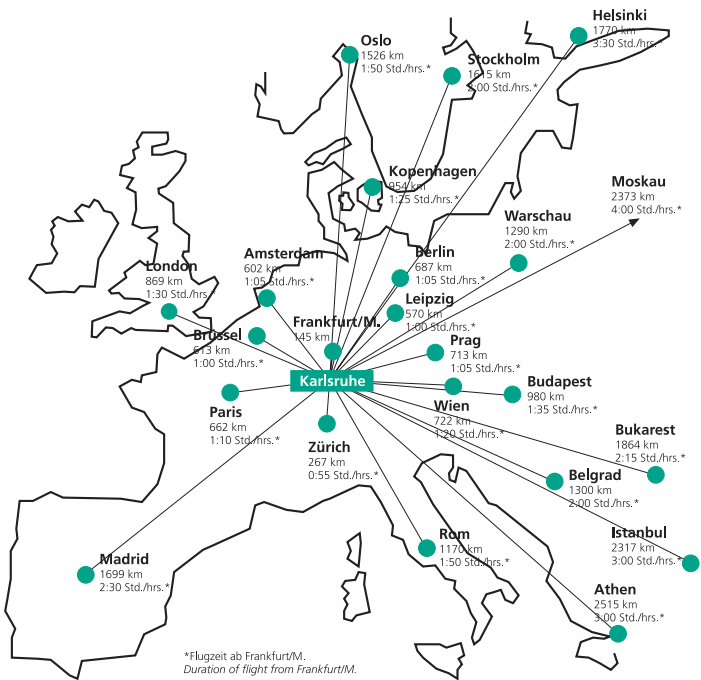 Helsinki
1770 km
3:30 Std./hrs.*
Oslo
1526 km
1:50 Std./hrs.*
Stockholm
1615 km
2:00 Std./hrs.*
Kopenhagen
954 km
1:25 Std./hrs.*
Moskau
2373 km
4:00 Std./hrs.*
Warschau
1290 km
2:00 Std./hrs.*
Amsterdam
602 km
1:05 Std./hrs.*
Berlin
687 km
1:05 Std./hrs.*
London
869 km
1:30 Std./hrs.*
Leipzig
570 km
1:00 Std./hrs.*
Frankfurt/M.
145 km
Brüssel
613 km
1:00 Std./hrs.*
Prag
713 km
1:05 Std./hrs.*
Karlsruhe
Budapest
980 km
1:35 Std./hrs.*
Paris
662 km
1:10 Std./hrs.*
Wien
722 km
1:20 Std./hrs.*
Bukarest
1864 km
2:15 Std./hrs.*
Zürich
267 km
0:55 Std./hrs.*
Belgrad
1300 km
2:00 Std./hrs.*
Istanbul
2317 km
3:00 Std./hrs.*
Rom
1170 km
1:50 Std./hrs.*
Madrid
1699 km
2:30 Std./hrs.*
Athen
2515 km
3:00 Std./hrs.*
*Flugzeit ab Frankfurt/M.
Duration of flight from Frankfurt/M.